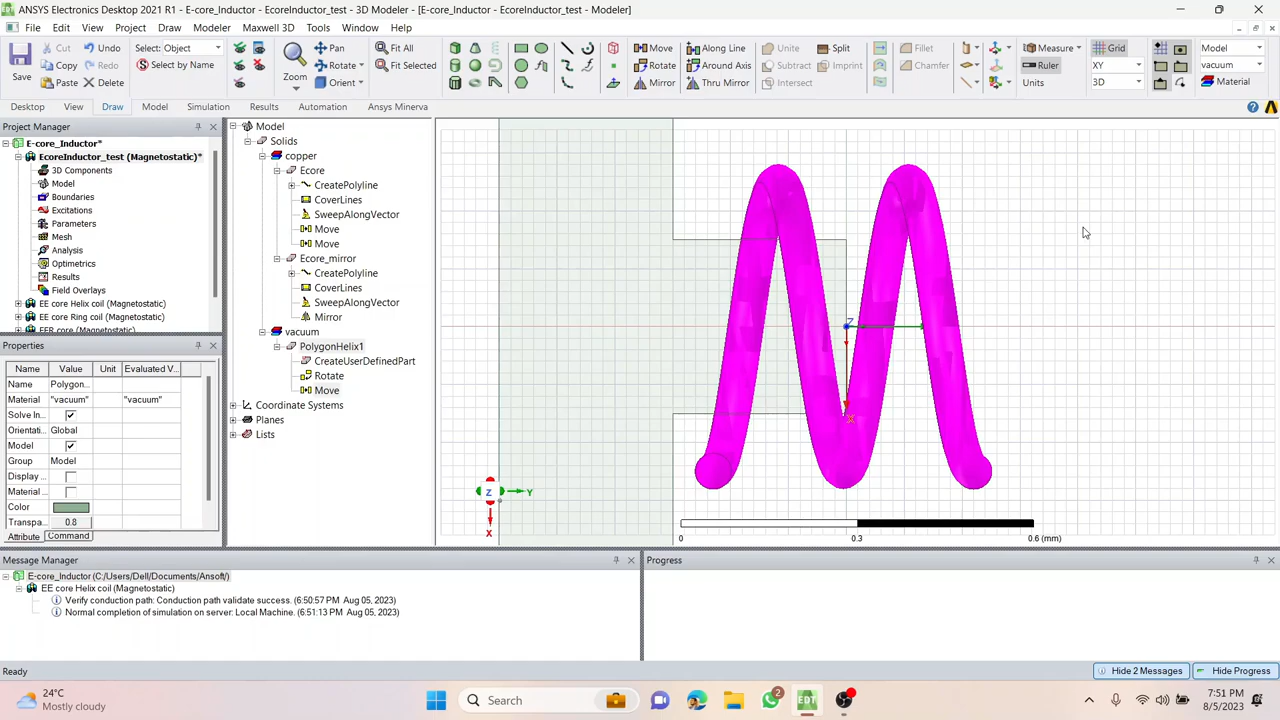 ANSYS Electronics Desktop 2021 R1 - E-core_Inductor - EcoreInductor_test - 3D Modeler - [E-core_Inductor - EcoreInductor_test - Modeler]
File Edit View Project Draw Modeler Maxwell 3D Tools Window Help
Save Cut Undo Select: Object Zoom Pan Fit All Move Along Line Unite Split Fillet Measure Grid Model
Copy Redo Select by Name Rotate Fit Selected Rotate Around Axis Subtract Imprint Chamfer Ruler XY vacuum
Paste Delete Orient Mirror Thru Mirror Intersect Units 3D Material
Desktop View Draw Model Simulation Results Automation Ansys Minerva
Project Manager
E-core_Inductor*
EcoreInductor_test (Magnetostatic)*
3D Components
Model
Boundaries
Excitations
Parameters
Mesh
Analysis
Optimetrics
Results
Field Overlays
EE core Helix coil (Magnetostatic)
EE core Ring coil (Magnetostatic)
EER core (Magnetostatic)
Properties
Name Value Unit Evaluated V...
Name Polygon...
Material "vacuum" "vacuum"
Solve In...
Orientati... Global
Model
Group Model
Display ...
Material ...
Color
Transpa... 0.8
Attribute Command
Model
Solids
copper
Ecore
CreatePolyline
CoverLines
SweepAlongVector
Move
Move
Ecore_mirror
CreatePolyline
CoverLines
SweepAlongVector
Mirror
vacuum
PolygonHelix1
CreateUserDefinedPart
Rotate
Move
Coordinate Systems
Planes
Lists
Z
X
Z Y
X
0 0.3 0.6 (mm)
Message Manager
E-core_Inductor (C:/Users/Dell/Documents/Ansoft/)
EE core Helix coil (Magnetostatic)
Verify conduction path: Conduction path validate success. (6:50:57 PM Aug 05, 2023)
Normal completion of simulation on server: Local Machine. (6:51:13 PM Aug 05, 2023)
Progress
Ready
Hide 2 Messages Hide Progress
24°C
Mostly cloudy
Search
2
EDT
7:51 PM
8/5/2023